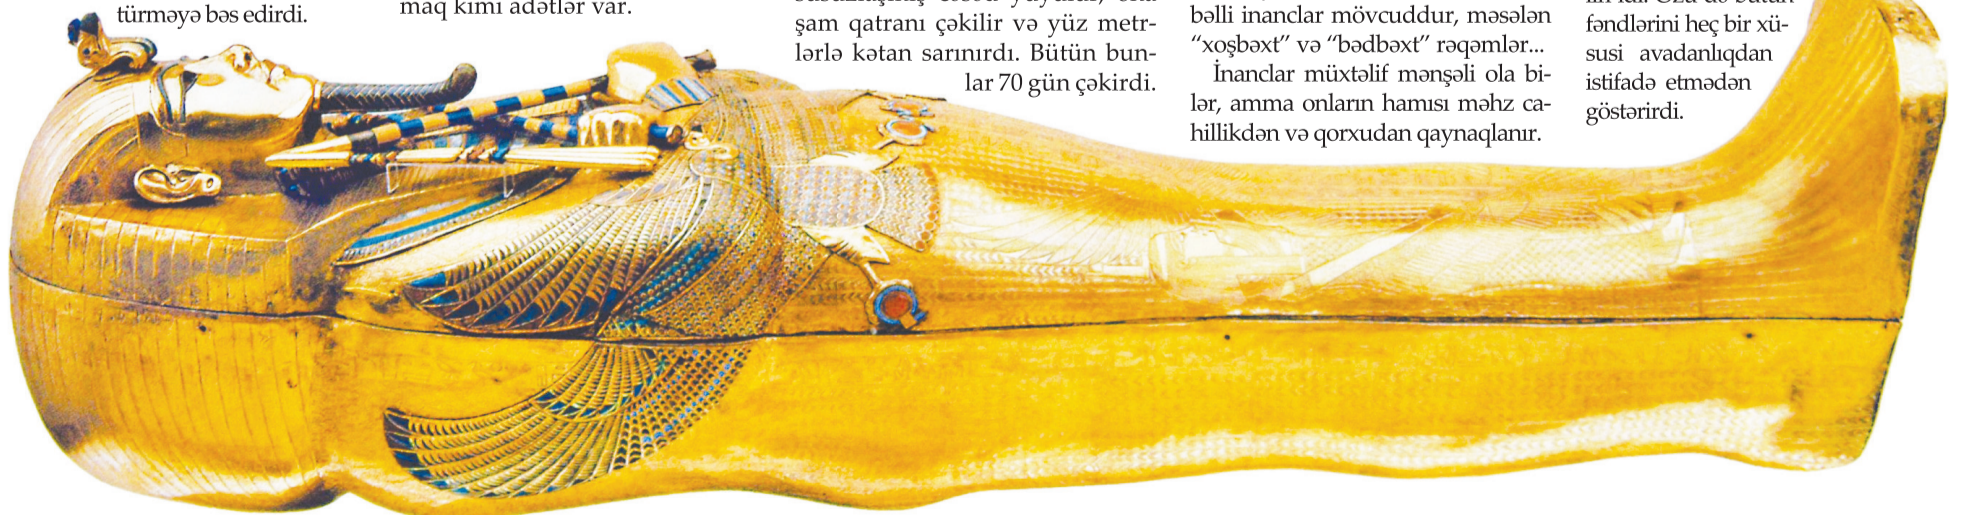 türməyə bəs edirdi.
maq kimi adətlər var.
şam qatranı çəkilir və yüz metr-
lərlə kətan sarınırdı. Bütün bun-
lar 70 gün çəkirdi.
bəlli inanclar mövcuddur, məsələn
“xoşbəxt” və “bədbəxt” rəqəmlər...
İnanclar müxtəlif mənşəli ola bi-
lər, amma onların hamısı məhz ca-
hillikdən və qorxudan qaynaqlanır.
fəndlərini heç bir xü-
susi avadanlıqdan
istifadə etmədən
göstərirdi.